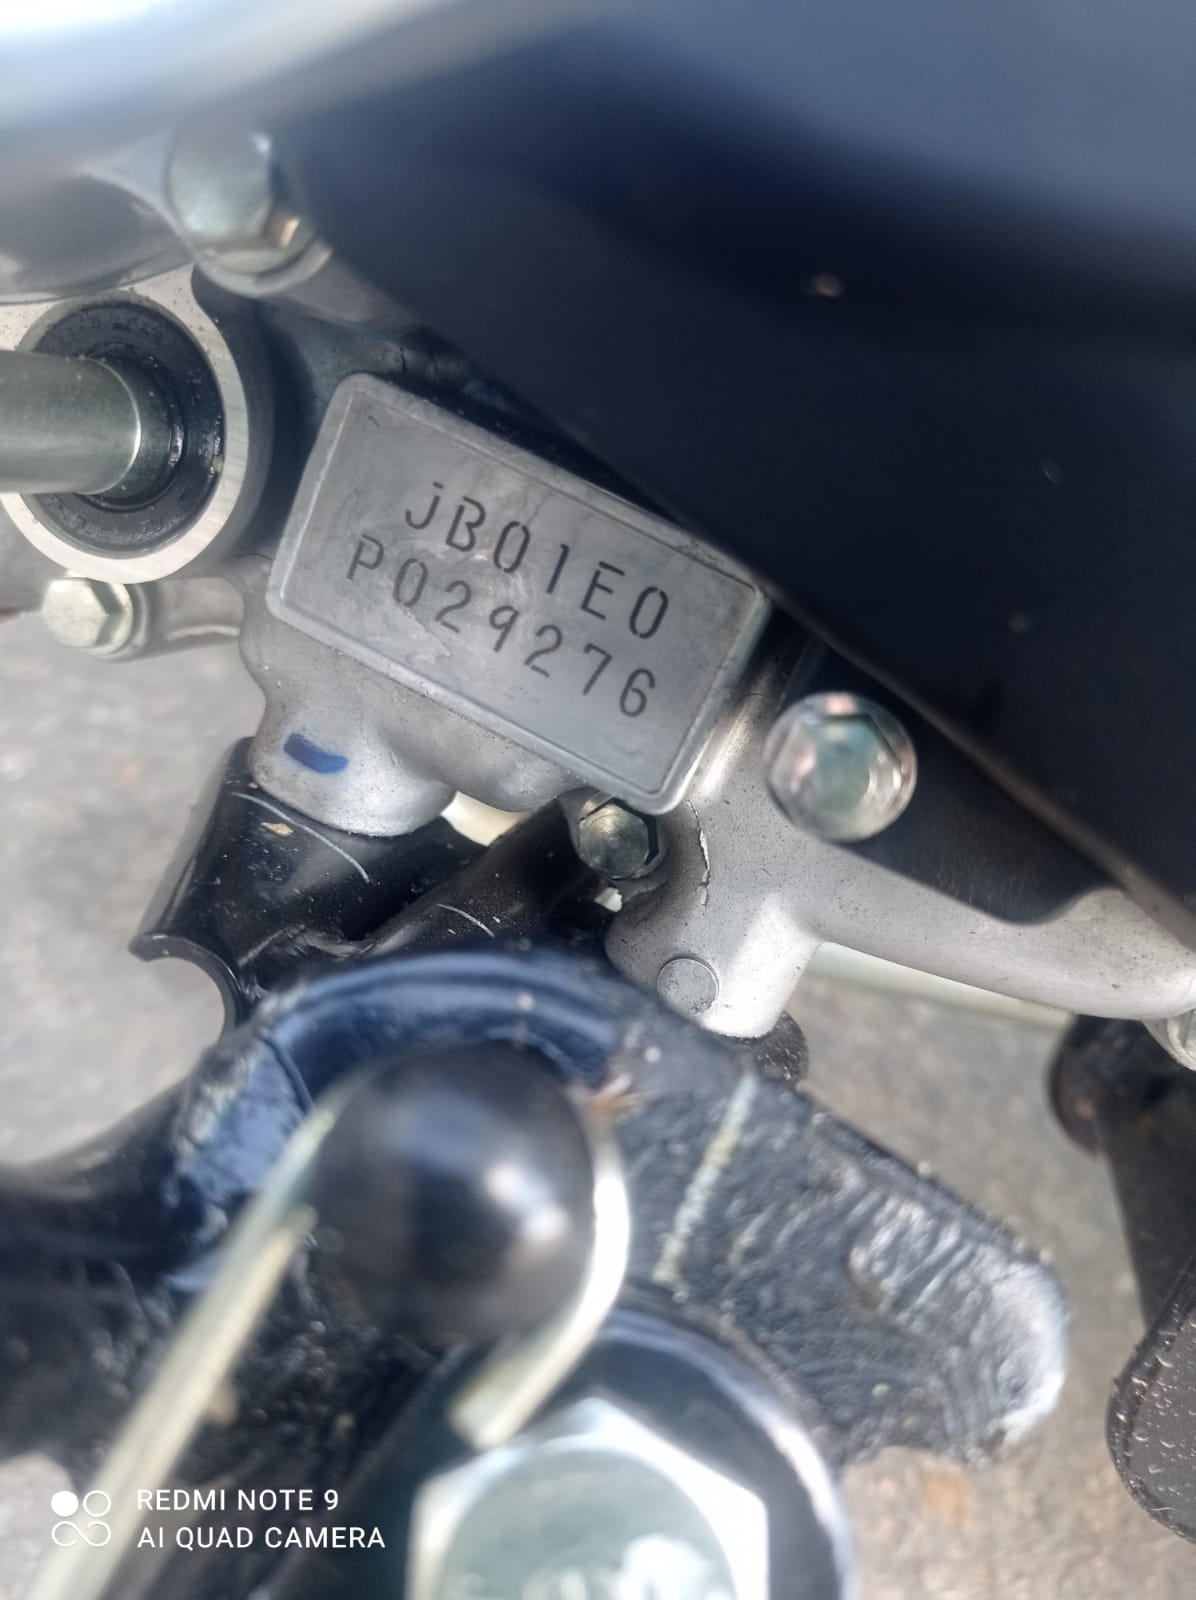 JB01E0
P029276
REDMI NOTE 9
AI QUAD CAMERA